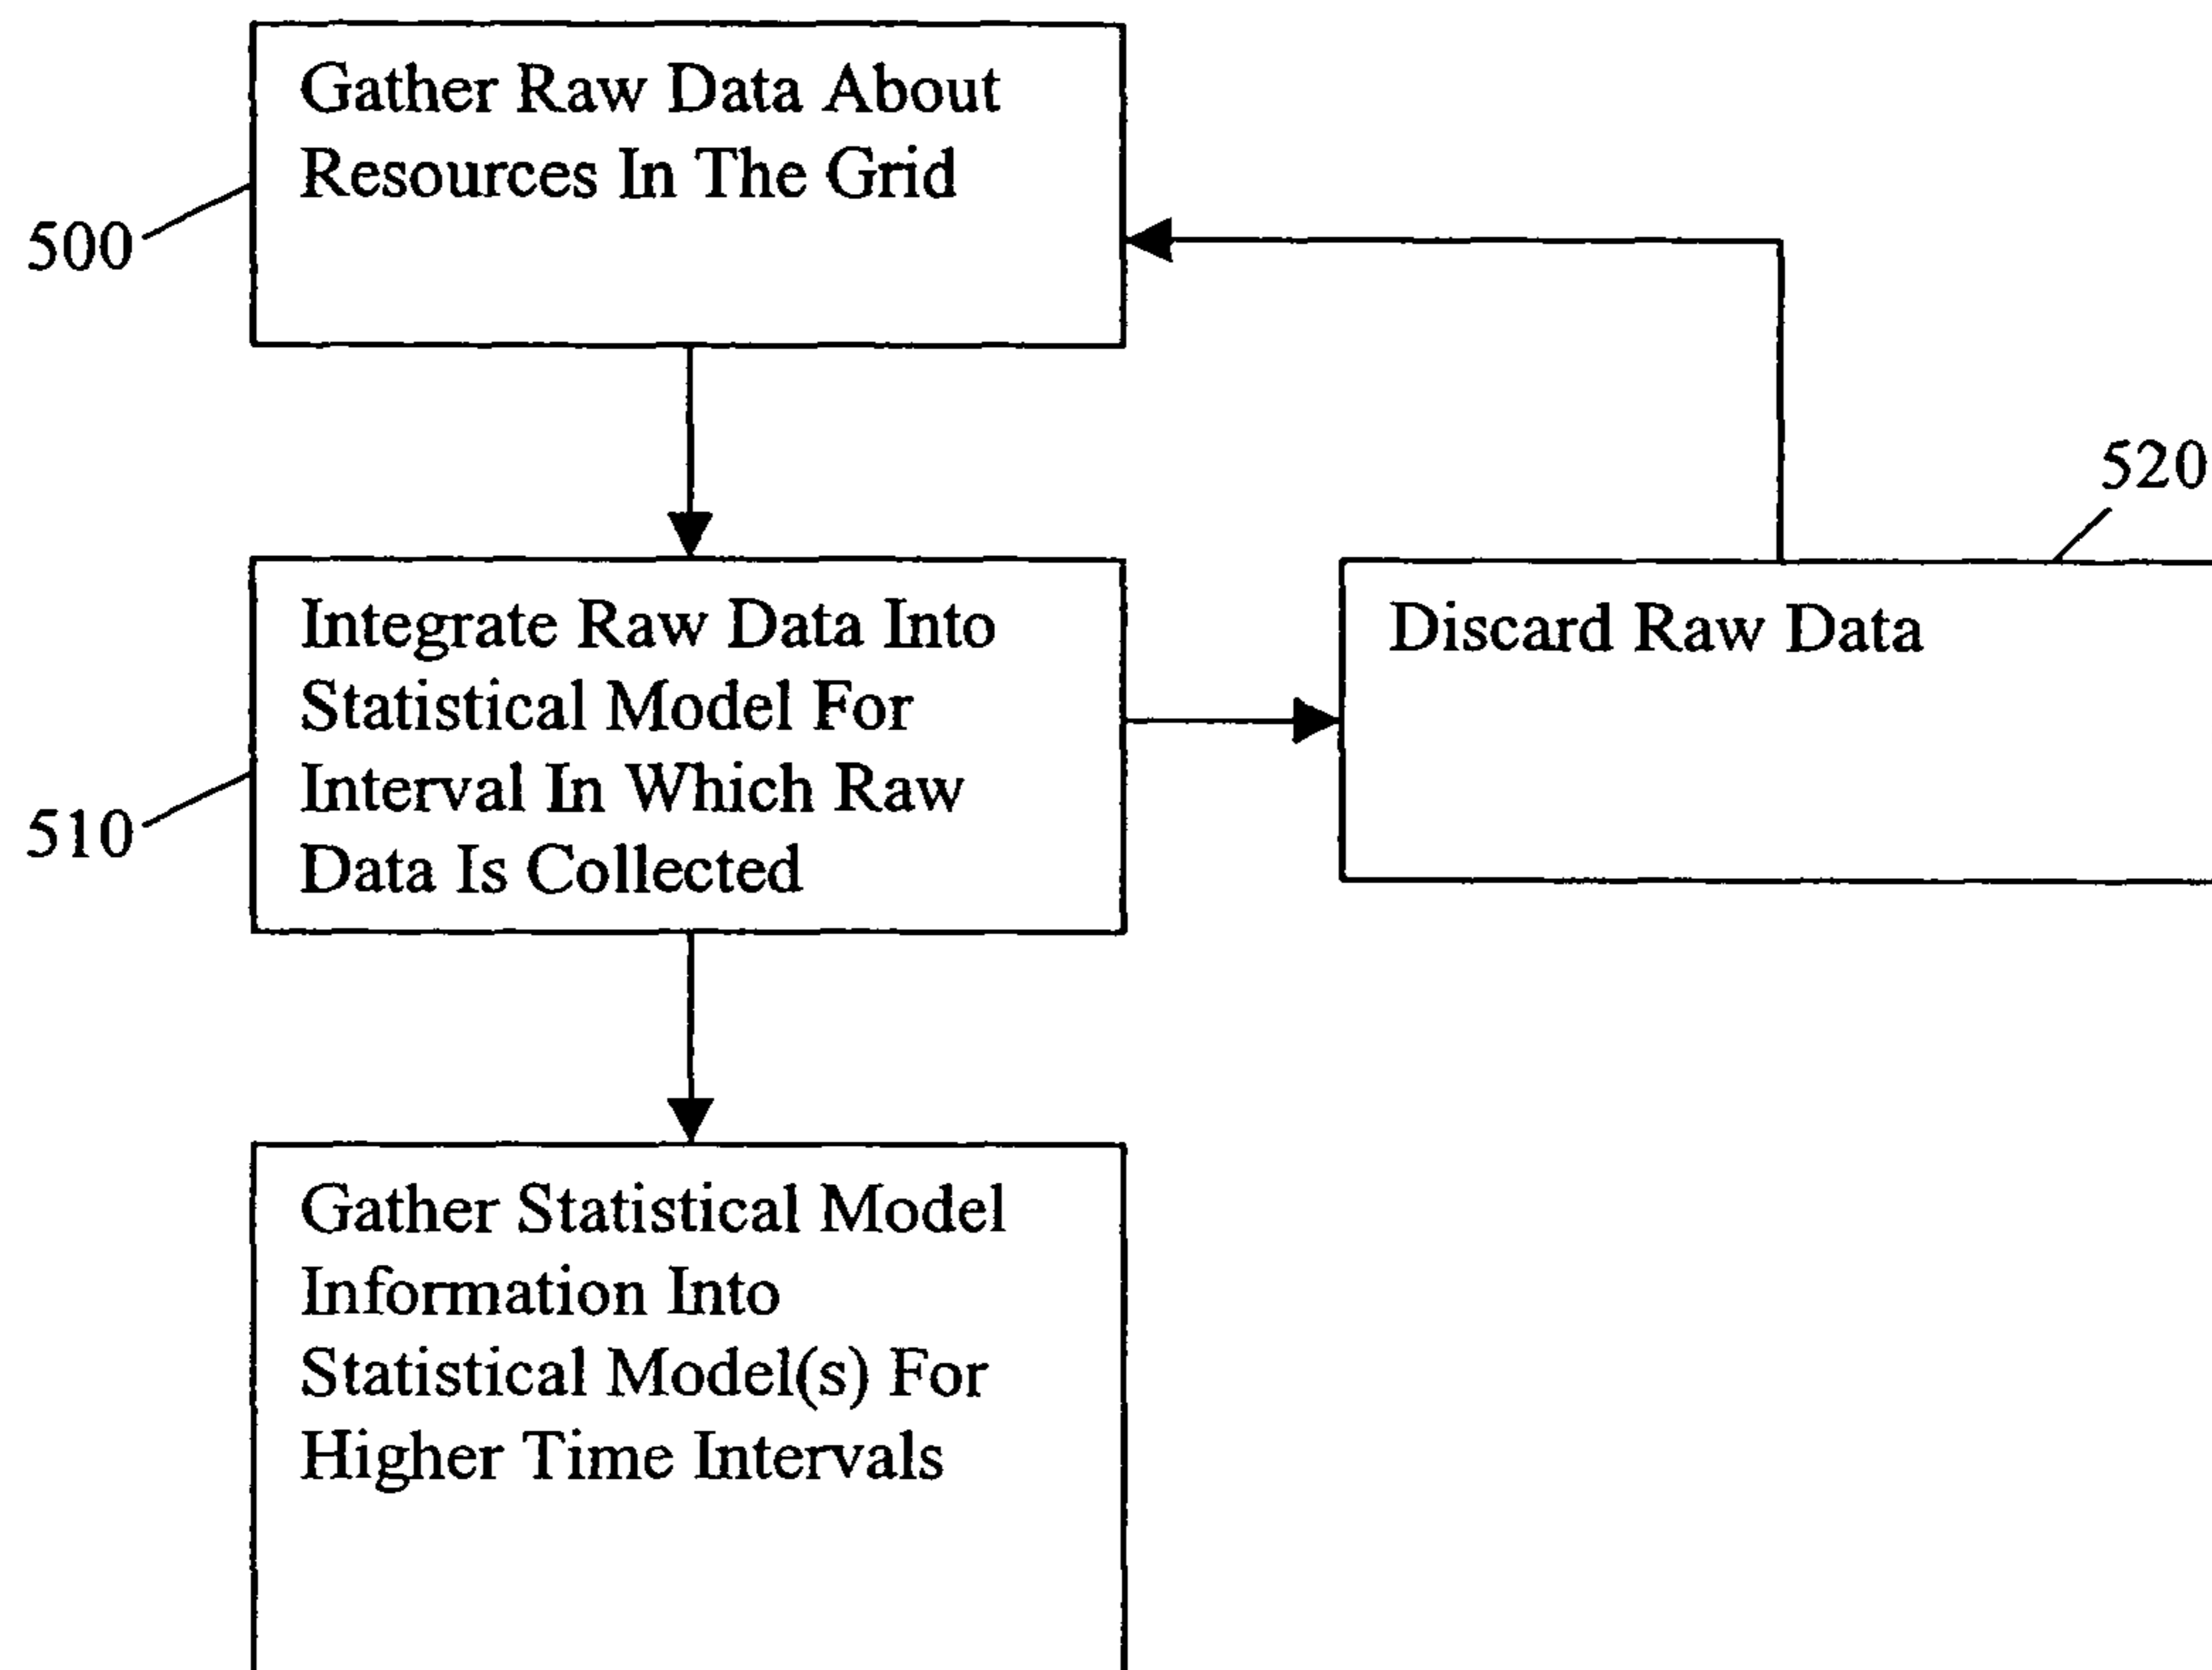 Gather Raw Data About
Resources In The Grid
500
520
Integrate Raw Data Into
Statistical Model For
Interval In Which Raw
Data Is Collected
510
Discard Raw Data
Gather Statistical Model
Information Into
Statistical Model(s) For
Higher Time Intervals